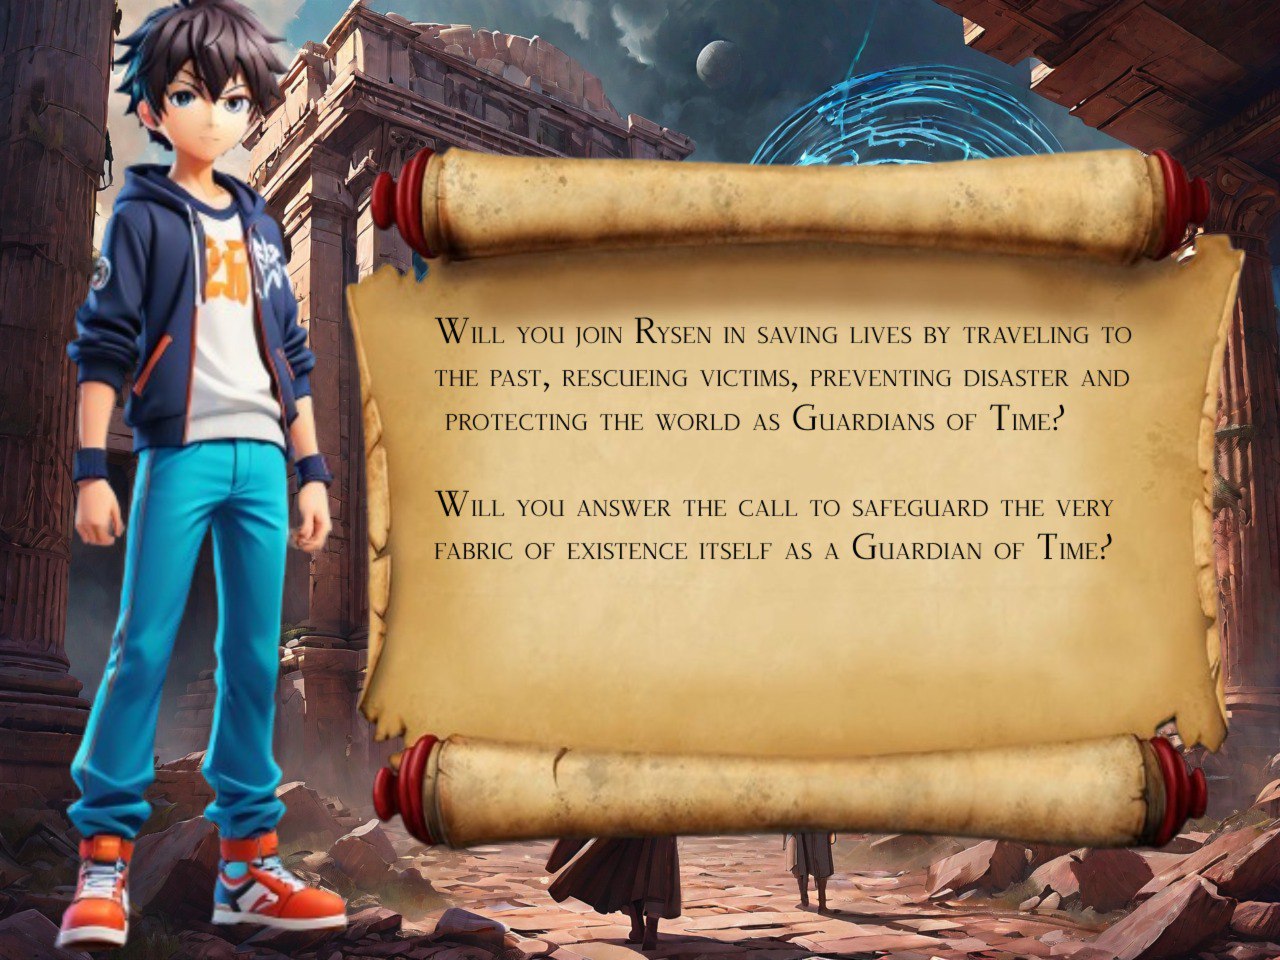 Will you join Rysen in saving lives by traveling to
the past, rescueing victims, preventing disaster and
protecting the world as Guardians of Time?
Will you answer the call to safeguard the very
fabric of existence itself as a Guardian of Time?